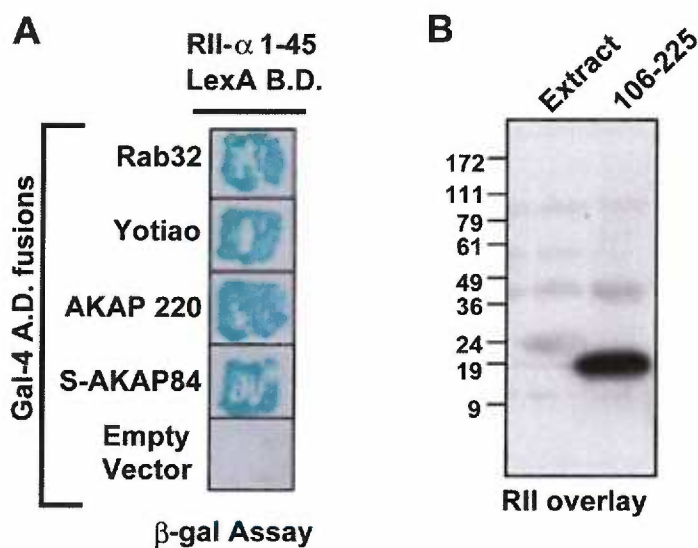 A
RII-α 1-45
LexA B.D.
Gal-4 A.D. fusions
Rab32
Yotiao
AKAP 220
S-AKAP84
Empty
Vector
β-gal Assay
B
Extract
106-225
172
111
79
61
49
36
24
19
9
RII overlay